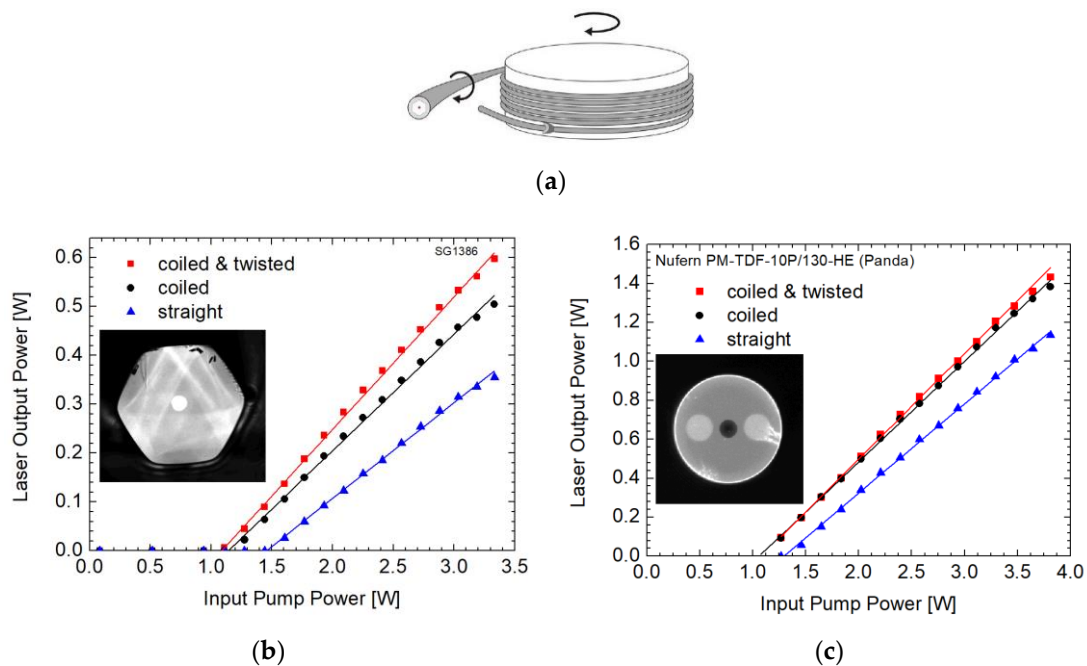 (a)
SG1386
coiled & twisted
coiled
straight
Laser Output Power [W]
0.6
0.5
0.4
0.3
0.2
0.1
0.0
0.0 0.5 1.0 1.5 2.0 2.5 3.0 3.5
Input Pump Power [W]
(b)
Nufern PM-TDF-10P/130-HE (Panda)
coiled & twisted
coiled
straight
Laser Output Power [W]
1.6
1.4
1.2
1.0
0.8
0.6
0.4
0.2
0.0
0.0 0.5 1.0 1.5 2.0 2.5 3.0 3.5 4.0
Input Pump Power [W]
(c)